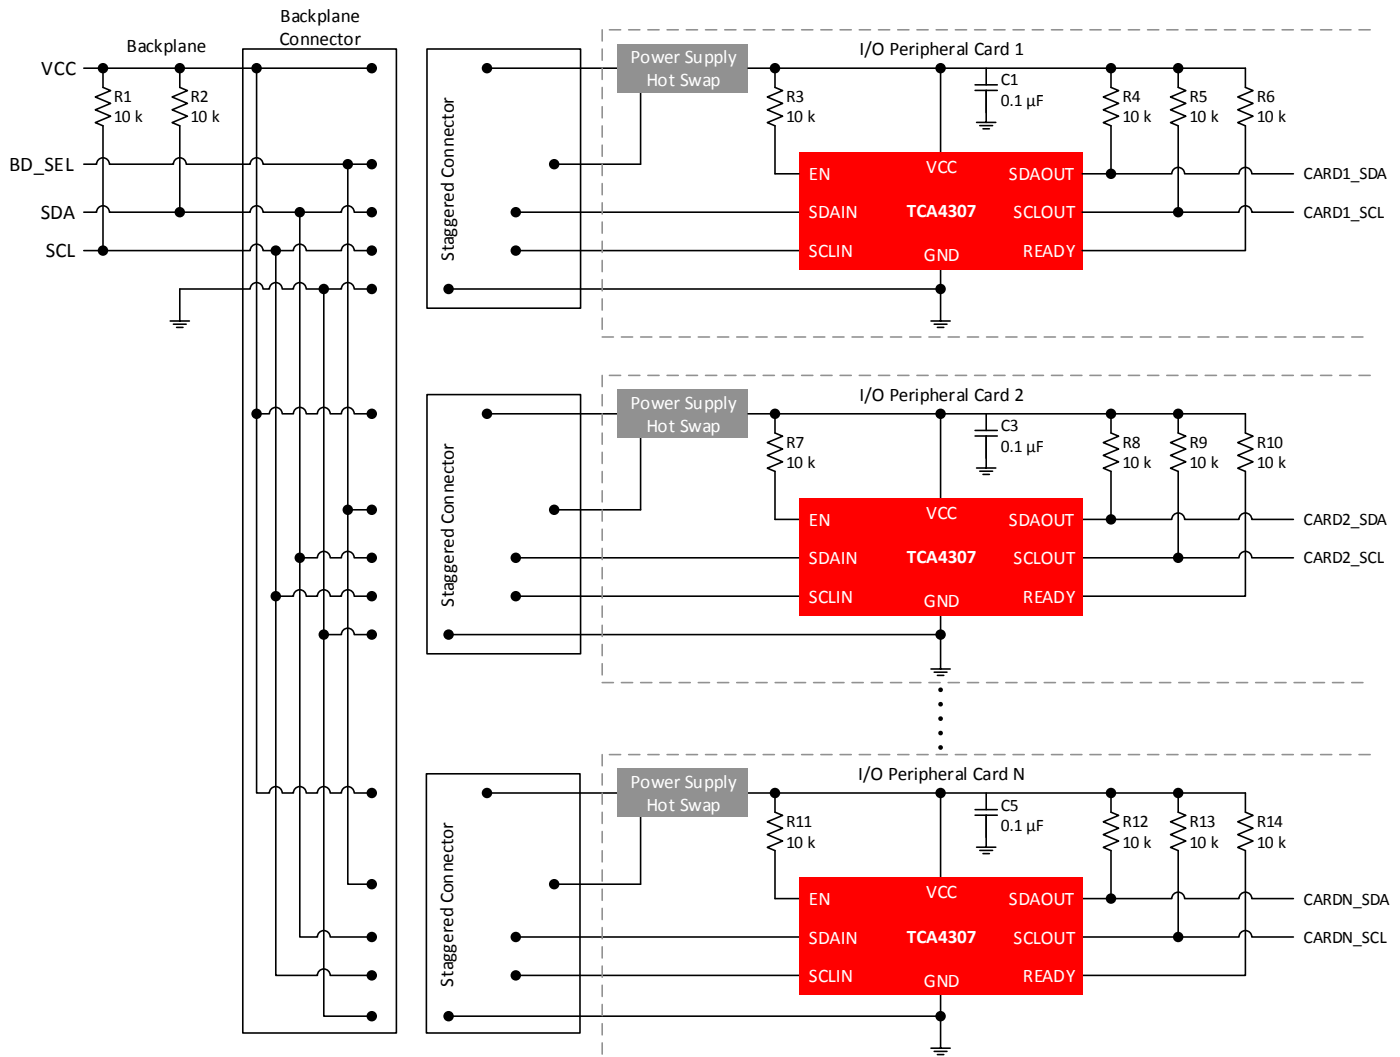 Backplane
Backplane
Connector
VCC
R1
10 k
R2
10 k
BD_SEL
SDA
SCL
Staggered Connector
I/O Peripheral Card 1
Power Supply
Hot Swap
R3
10 k
C1
0.1 µF
R4
10 k
R5
10 k
R6
10 k
EN
VCC
SDAOUT
SDAIN
TCA4307
SCLOUT
SCLIN
GND
READY
CARD1_SDA
CARD1_SCL
Staggered Connector
I/O Peripheral Card 2
Power Supply
Hot Swap
R7
10 k
C3
0.1 µF
R8
10 k
R9
10 k
R10
10 k
EN
VCC
SDAOUT
SDAIN
TCA4307
SCLOUT
SCLIN
GND
READY
CARD2_SDA
CARD2_SCL
Staggered Connector
I/O Peripheral Card N
Power Supply
Hot Swap
R11
10 k
C5
0.1 µF
R12
10 k
R13
10 k
R14
10 k
EN
VCC
SDAOUT
SDAIN
TCA4307
SCLOUT
SCLIN
GND
READY
CARDN_SDA
CARDN_SCL